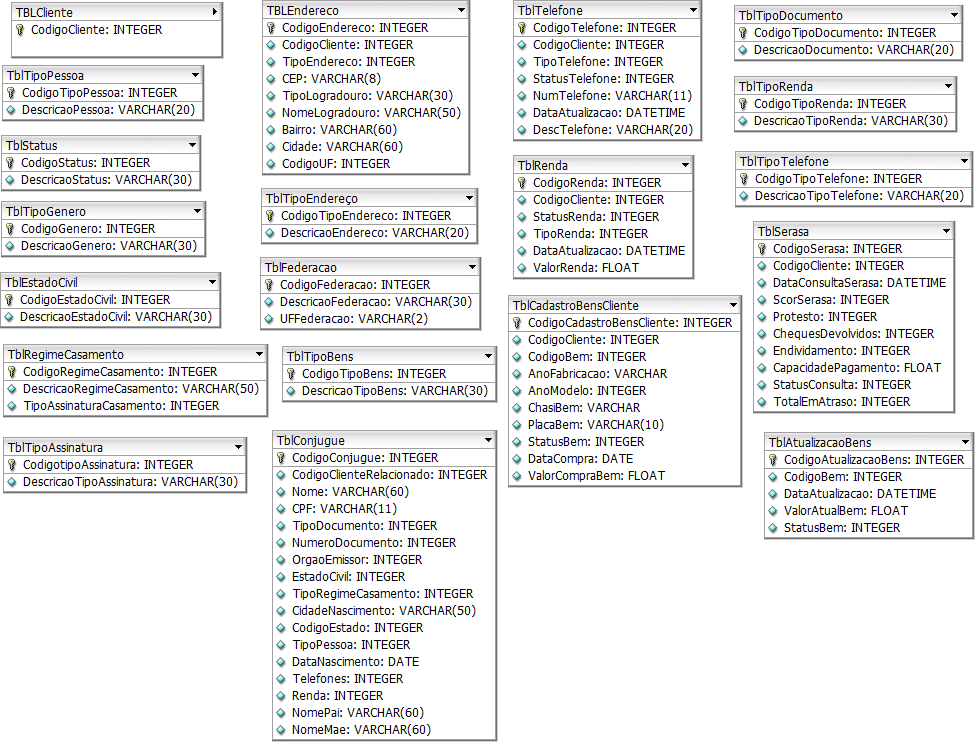 TBLCliente
CodigoCliente: INTEGER
TblTipoPessoa
CodigoTipoPessoa: INTEGER
DescricaoPessoa: VARCHAR(20)
TblStatus
CodigoStatus: INTEGER
DescricaoStatus: VARCHAR(30)
TblTipoGenero
CodigoGenero: INTEGER
DescricaoGenero: VARCHAR(30)
TblEstadoCivil
CodigoEstadoCivil: INTEGER
DescricaoEstadoCivil: VARCHAR(30)
TblRegimeCasamento
CodigoRegimeCasamento: INTEGER
DescricaoRegimeCasamento: VARCHAR(50)
TipoAssinaturaCasamento: INTEGER
TblTipoAssinatura
CodigotipoAssinatura: INTEGER
DescricaoTipoAssinatura: VARCHAR(30)
TBLEndereco
CodigoEndereco: INTEGER
CodigoCliente: INTEGER
TipoEndereco: INTEGER
CEP: VARCHAR(8)
TipoLogradouro: VARCHAR(30)
NomeLogradouro: VARCHAR(50)
Bairro: VARCHAR(60)
Cidade: VARCHAR(60)
CodigoUF: INTEGER
TblTipoEndereço
CodigoTipoEndereco: INTEGER
DescricaoEndereco: VARCHAR(20)
TblFederacao
CodigoFederacao: INTEGER
DescricaoFederacao: VARCHAR(30)
UFFederacao: VARCHAR(2)
TblTipoBens
CodigoTipoBens: INTEGER
DescricaoTipoBens: VARCHAR(30)
TblConjugue
CodigoConjugue: INTEGER
CodigoClienteRelacionado: INTEGER
Nome: VARCHAR(60)
CPF: VARCHAR(11)
TipoDocumento: INTEGER
NumeroDocumento: INTEGER
OrgaoEmissor: INTEGER
EstadoCivil: INTEGER
TipoRegimeCasamento: INTEGER
CidadeNascimento: VARCHAR(50)
CodigoEstado: INTEGER
TipoPessoa: INTEGER
DataNascimento: DATE
Telefones: INTEGER
Renda: INTEGER
NomePai: VARCHAR(60)
NomeMae: VARCHAR(60)
TblTelefone
CodigoTelefone: INTEGER
CodigoCliente: INTEGER
TipoTelefone: INTEGER
StatusTelefone: INTEGER
NumTelefone: VARCHAR(11)
DataAtualizacao: DATETIME
DescTelefone: VARCHAR(20)
TblRenda
CodigoRenda: INTEGER
CodigoCliente: INTEGER
StatusRenda: INTEGER
TipoRenda: INTEGER
DataAtualizacao: DATETIME
ValorRenda: FLOAT
TblCadastroBensCliente
CodigoCadastroBensCliente: INTEGER
CodigoCliente: INTEGER
CodigoBem: INTEGER
AnoFabricacao: VARCHAR
AnoModelo: INTEGER
ChasiBem: VARCHAR
PlacaBem: VARCHAR(10)
StatusBem: INTEGER
DataCompra: DATE
ValorCompraBem: FLOAT
TblTipoDocumento
CodigoTipoDocumento: INTEGER
DescricaoDocumento: VARCHAR(20)
TblTipoRenda
CodigoTipoRenda: INTEGER
DescricaoTipoRenda: VARCHAR(30)
TblTipoTelefone
CodigoTipoTelefone: INTEGER
DescricaoTipoTelefone: VARCHAR(20)
TblSerasa
CodigoSerasa: INTEGER
CodigoCliente: INTEGER
DataConsultaSerasa: DATETIME
ScorSerasa: INTEGER
Protesto: INTEGER
ChequesDevolvidos: INTEGER
Endividamento: INTEGER
CapacidadePagamento: FLOAT
StatusConsulta: INTEGER
TotalEmAtraso: INTEGER
TblAtualizacaoBens
CodigoAtualizacaoBens: INTEGER
CodigoBem: INTEGER
DataAtualizacao: DATETIME
ValorAtualBem: FLOAT
StatusBem: INTEGER